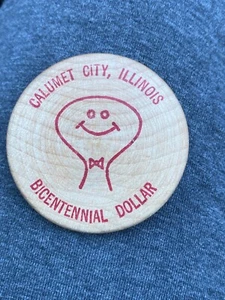 CALUMET CITY, ILLINOIS
BICENTENNIAL DOLLAR